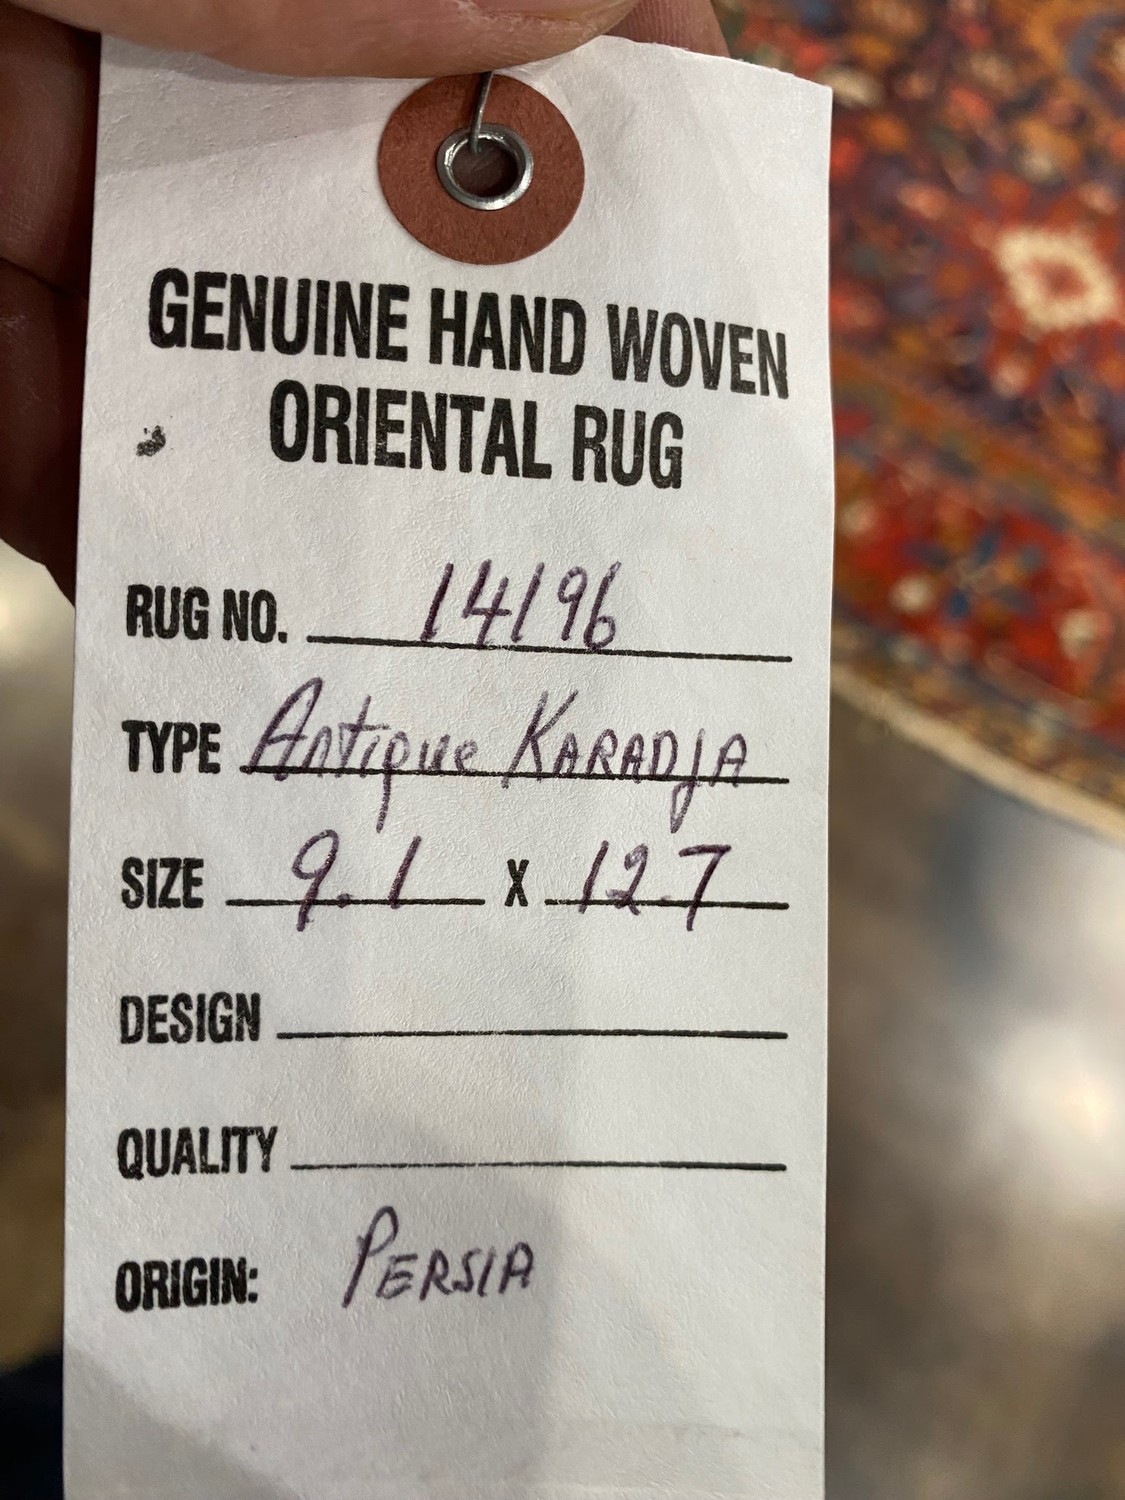 GENUINE HAND WOVEN
ORIENTAL RUG
RUG NO. 14196
TYPE Antique KARADJA
SIZE 9.1 X 12.7
DESIGN
QUALITY
ORIGIN: PERSIA